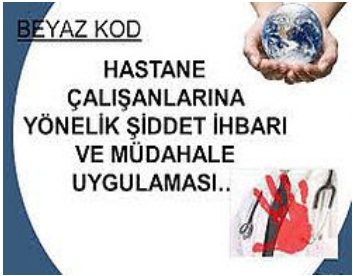 BEYAZ KOD
HASTANE
ÇALIŞANLARINA
YÖNELİK ŞİDDET İHBARI
VE MÜDAHALE
UYGULAMASI..